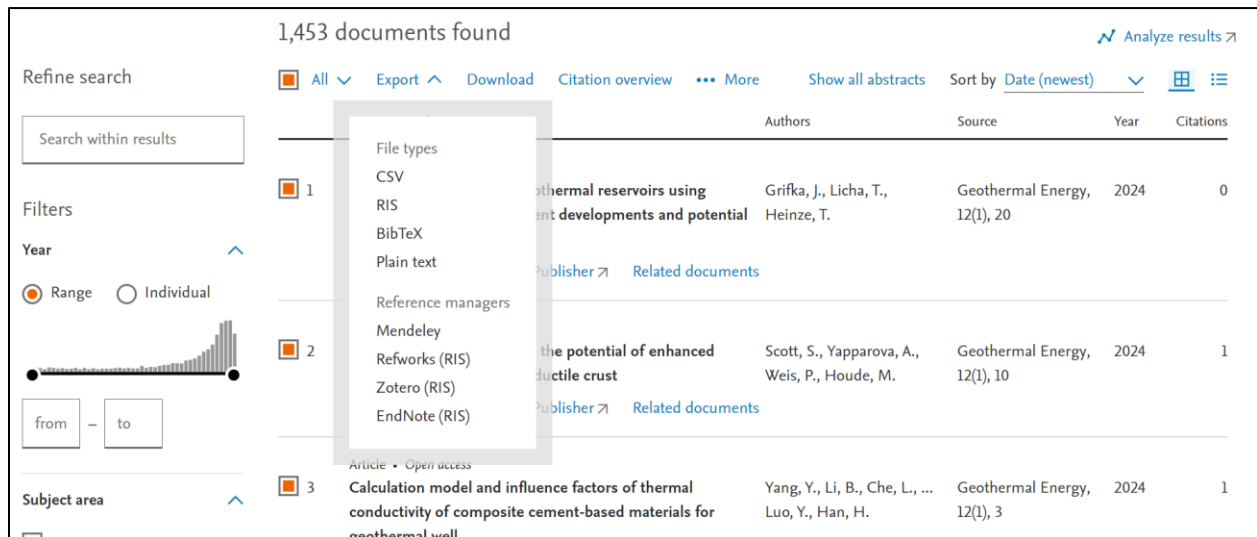 1,453 documents found
Analyze results
Refine search
All
Export
Download
Citation overview
••• More
Show all abstracts
Sort by Date (newest)
Search within results
Authors
Source
Year
Citations
File types
CSV
RIS
BibTeX
Plain text
Reference managers
Mendeley
Refworks (RIS)
Zotero (RIS)
EndNote (RIS)
Filters
Year
Range
Individual
from – to
Subject area
1
thermal reservoirs using
developments and potential
Publisher
Related documents
Grifka, J., Licha, T.,
Heinze, T.
Geothermal Energy,
12(1), 20
2024
0
2
the potential of enhanced
ductile crust
Publisher
Related documents
Scott, S., Yapparova, A.,
Weis, P., Houde, M.
Geothermal Energy,
12(1), 10
2024
1
3
Article • Open access
Calculation model and influence factors of thermal
conductivity of composite cement-based materials for
geothermal well
Yang, Y., Li, B., Che, L., ...
Luo, Y., Han, H.
Geothermal Energy,
12(1), 3
2024
1